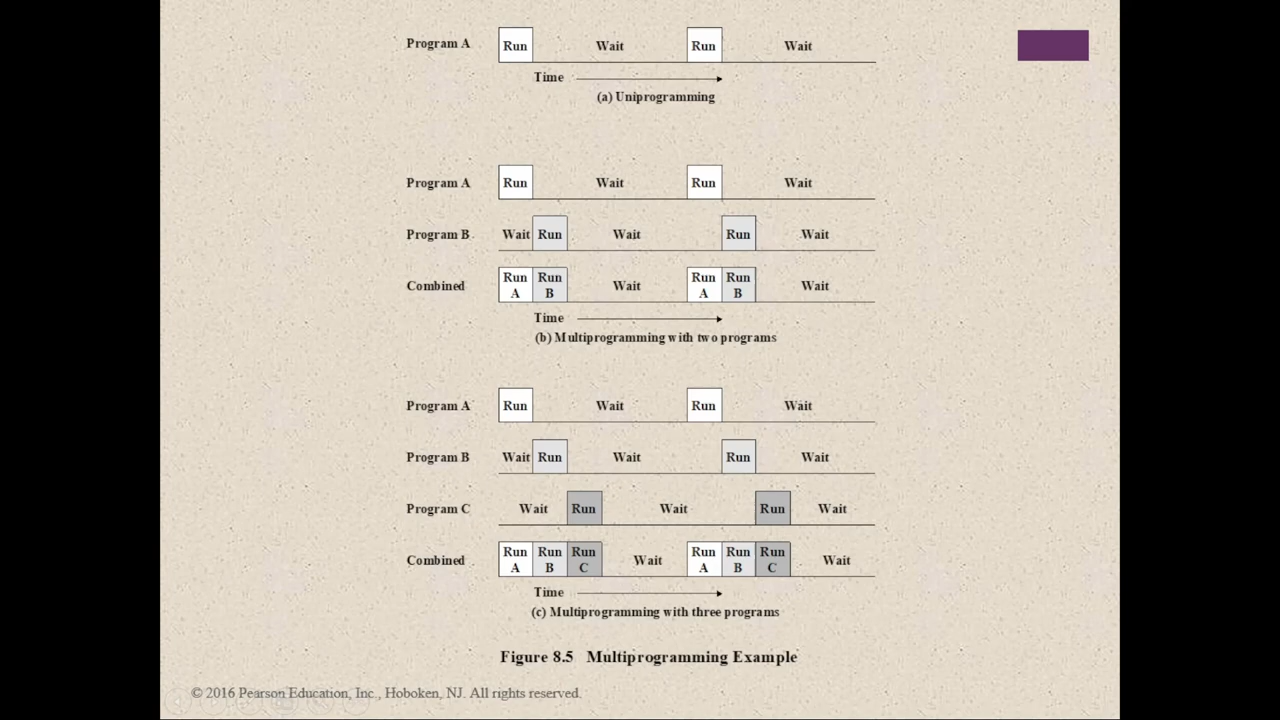 Program A Run Wait Run Wait
Time
(a) Uniprogramming
Program A Run Wait Run Wait
Program B Wait Run Wait Run Wait
Combined Run A Run B Wait Run A Run B Wait
Time
(b) Multiprogramming with two programs
Program A Run Wait Run Wait
Program B Wait Run Wait Run Wait
Program C Wait Run Wait Run Wait
Combined Run A Run B Run C Wait Run A Run B Run C Wait
Time
(c) Multiprogramming with three programs
Figure 8.5 Multiprogramming Example
© 2016 Pearson Education, Inc., Hoboken, NJ. All rights reserved.